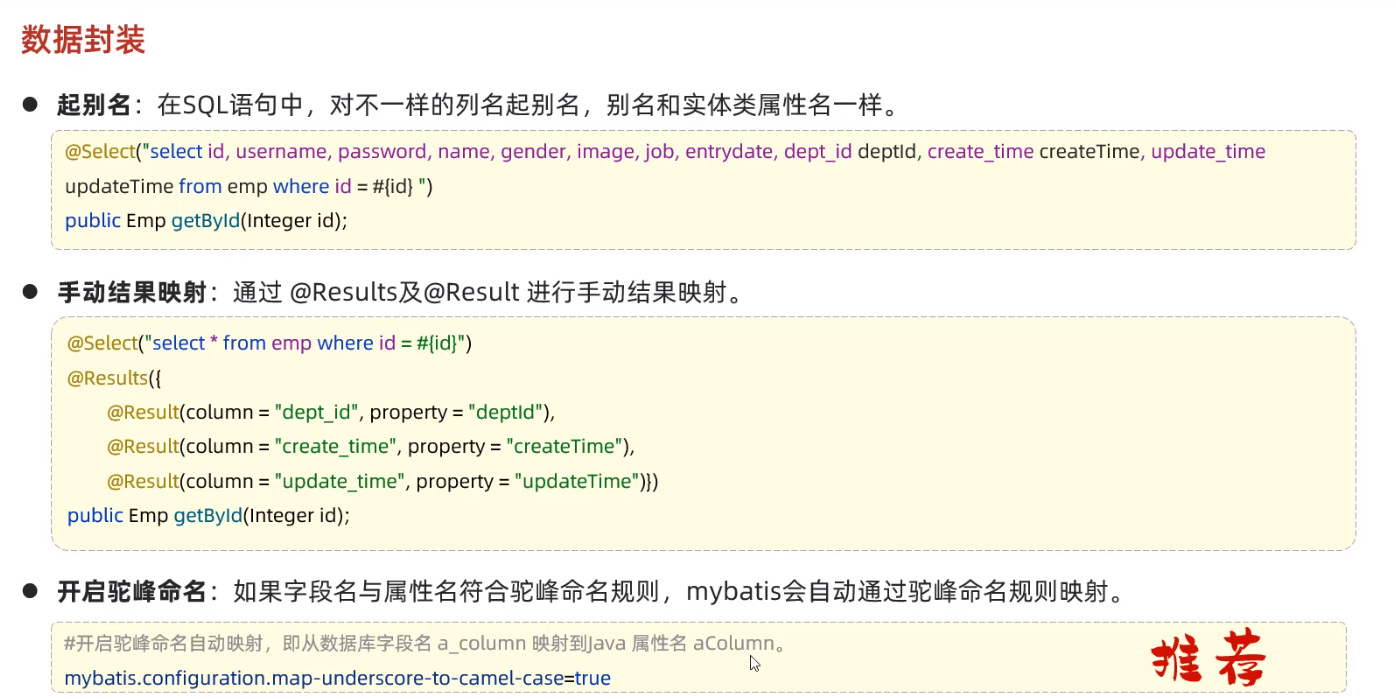 数据封装
● 起别名：在SQL语句中，对不一样的列名起别名，别名和实体类属性名一样。
@Select("select id, username, password, name, gender, image, job, entrydate, dept_id deptId, create_time createTime, update_time
updateTime from emp where id = #{id} ")
public Emp getById(Integer id);
● 手动结果映射：通过 @Results及@Result 进行手动结果映射。
@Select("select * from emp where id = #{id}")
@Results({
@Result(column = "dept_id", property = "deptId"),
@Result(column = "create_time", property = "createTime"),
@Result(column = "update_time", property = "updateTime")})
public Emp getById(Integer id);
● 开启驼峰命名：如果字段名与属性名符合驼峰命名规则，mybatis会自动通过驼峰命名规则映射。
#开启驼峰命名自动映射，即从数据库字段名 a_column 映射到Java 属性名 aColumn。
mybatis.configuration.map-underscore-to-camel-case=true
推荐